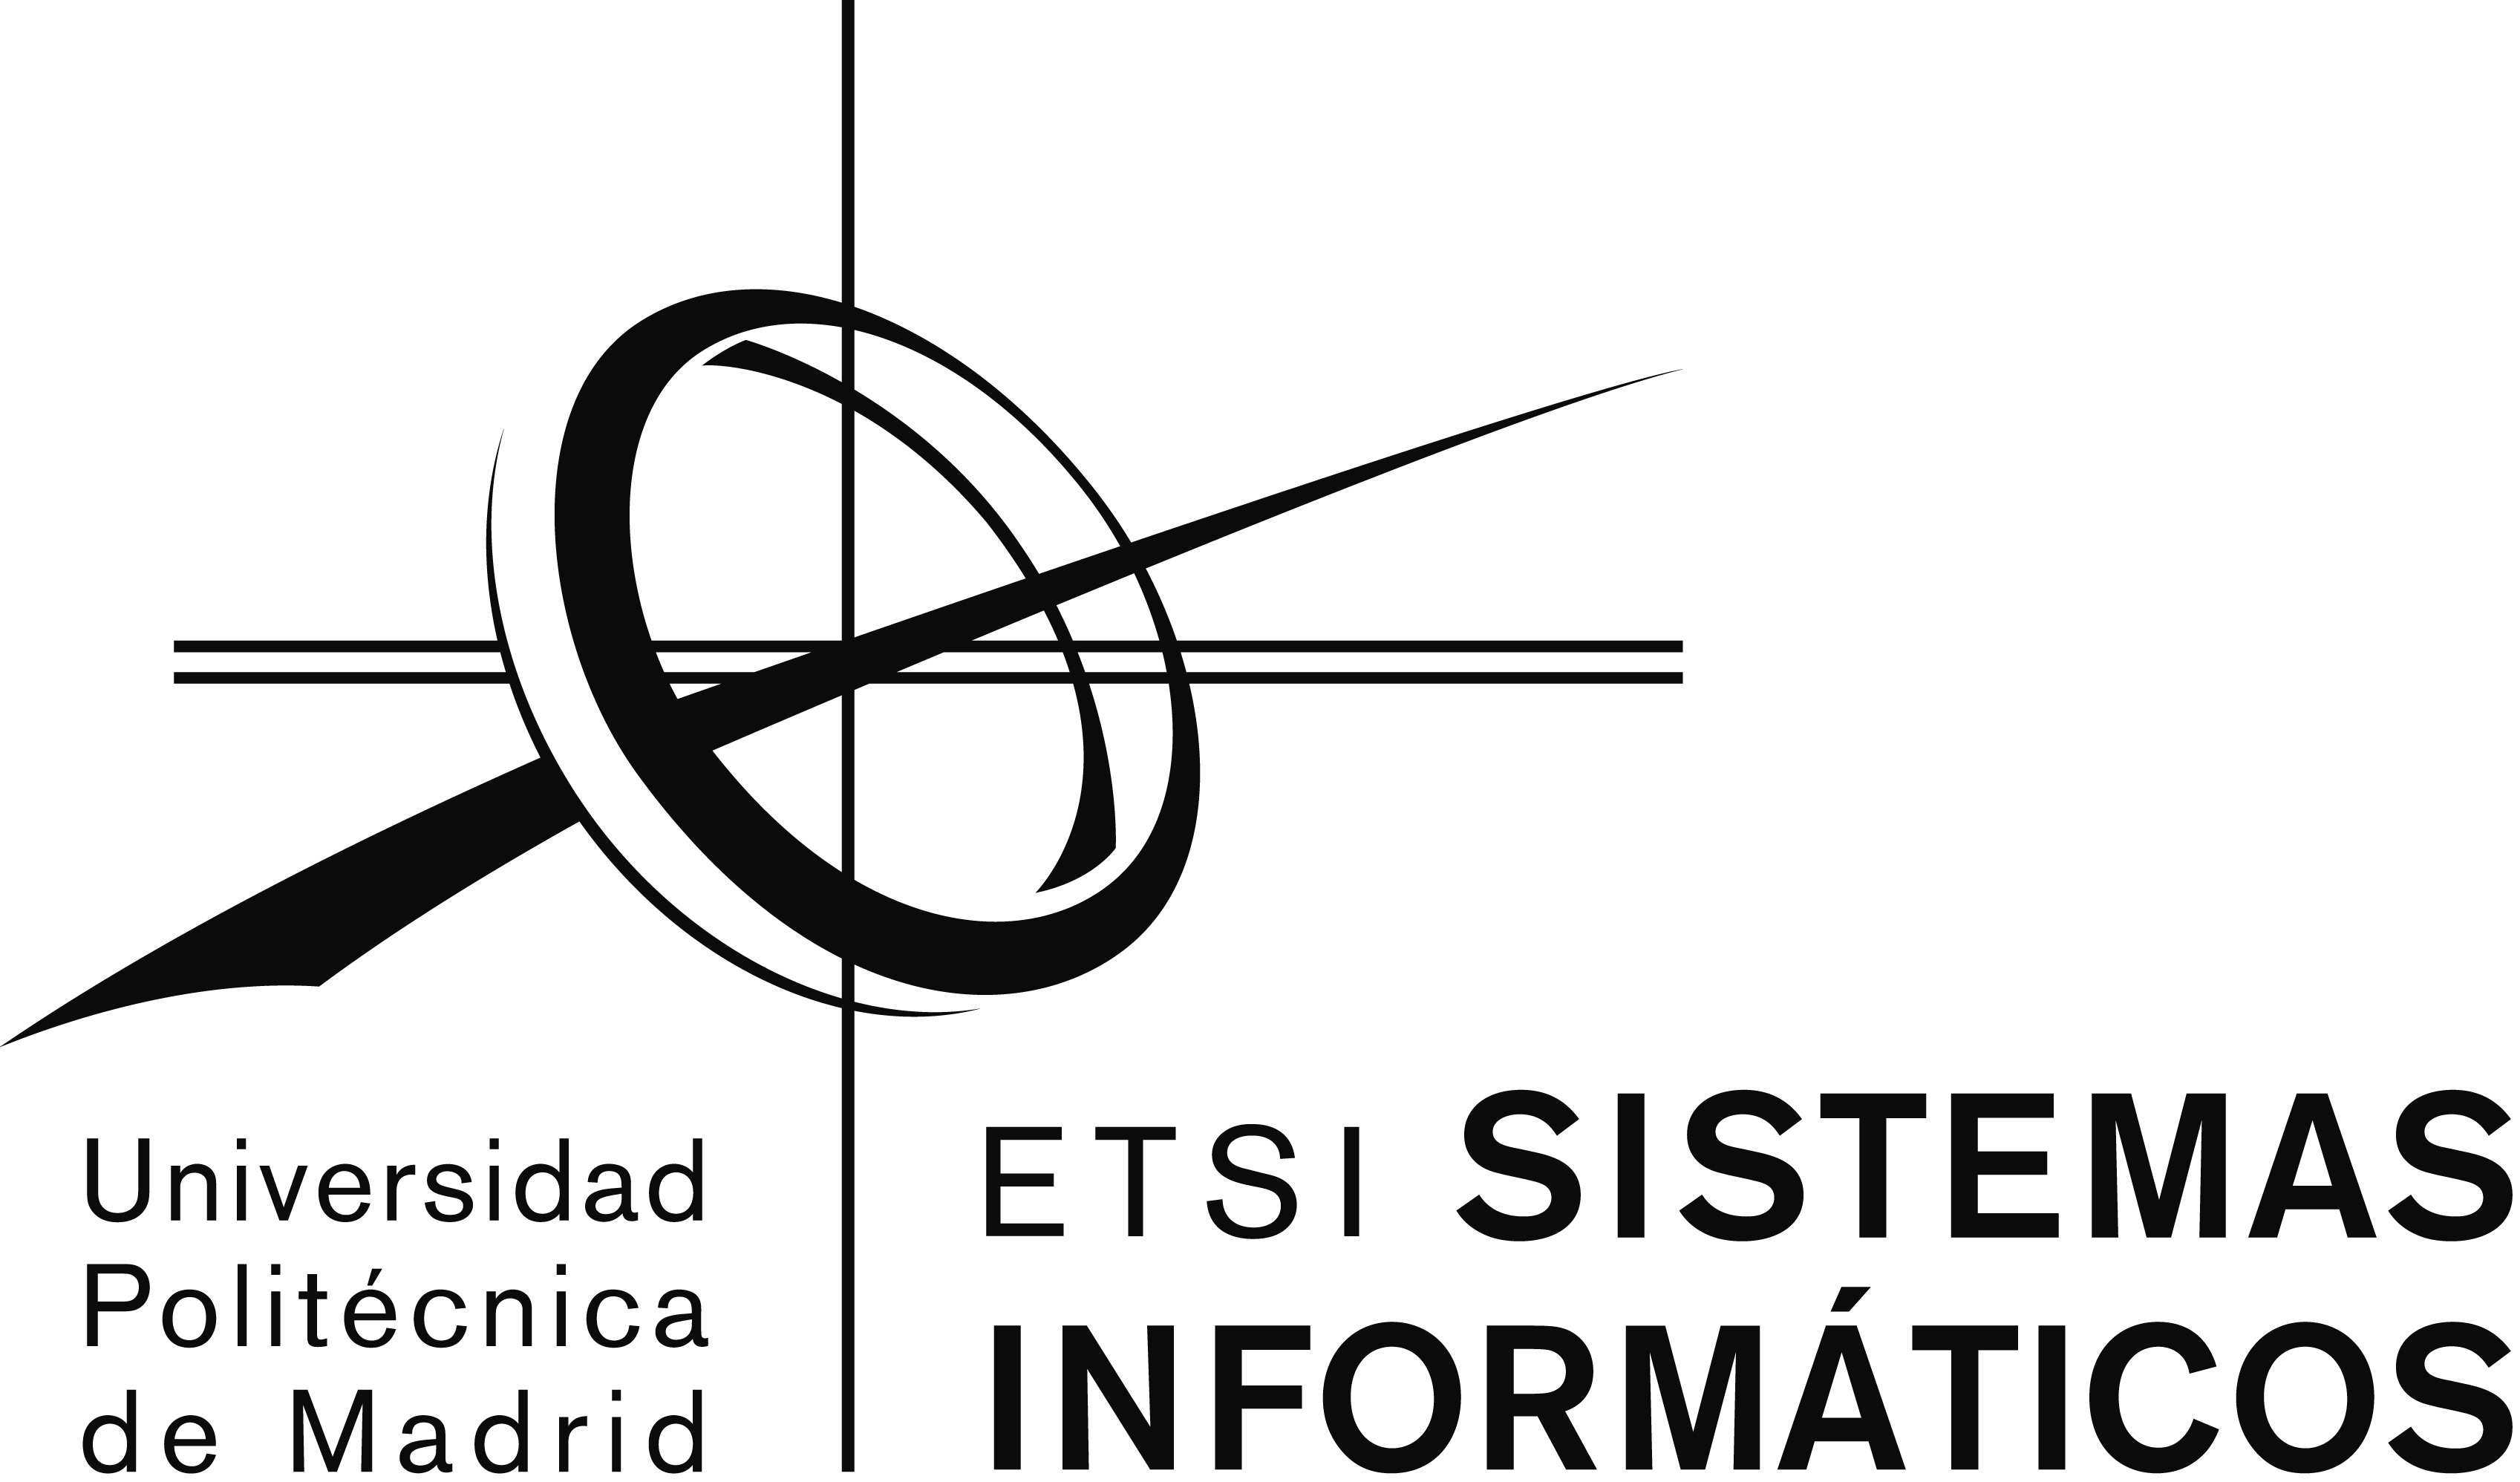 Universidad
Politécnica
de Madrid
ETSI SISTEMAS
INFORMÁTICOS